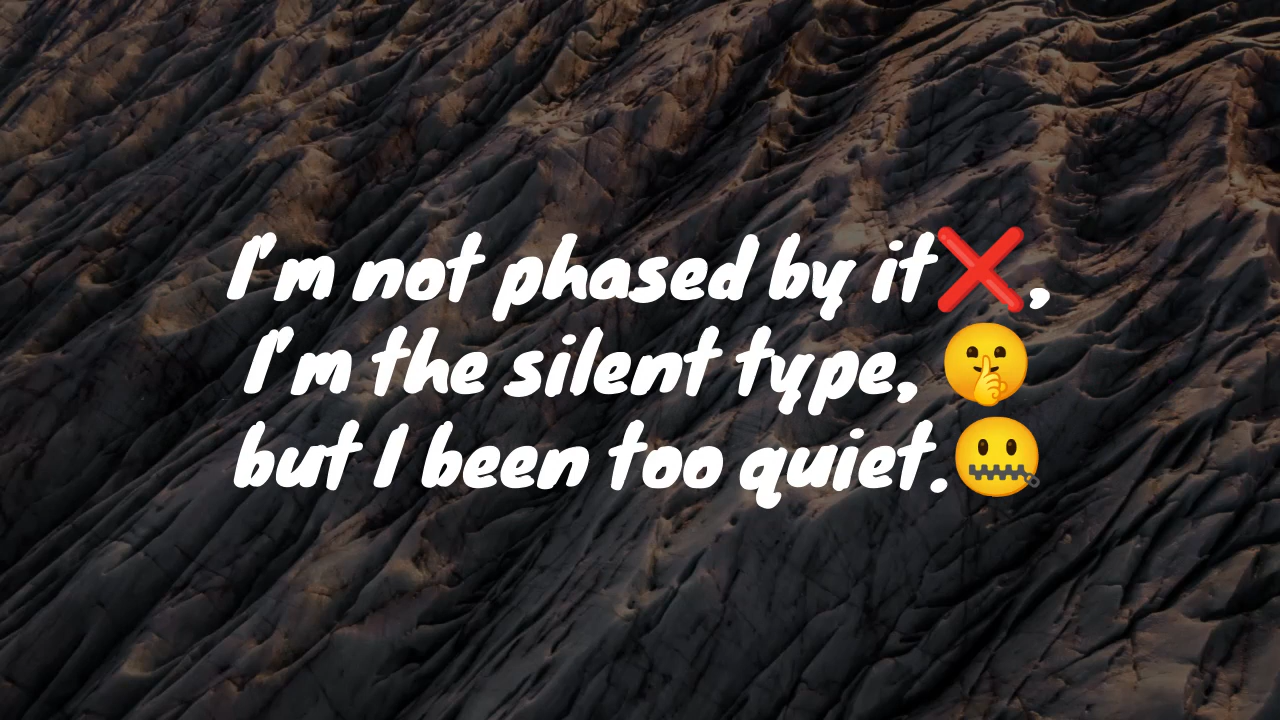 I'm not phased by it❌,
I'm the silent type, 🤫
but I been too quiet.🤐